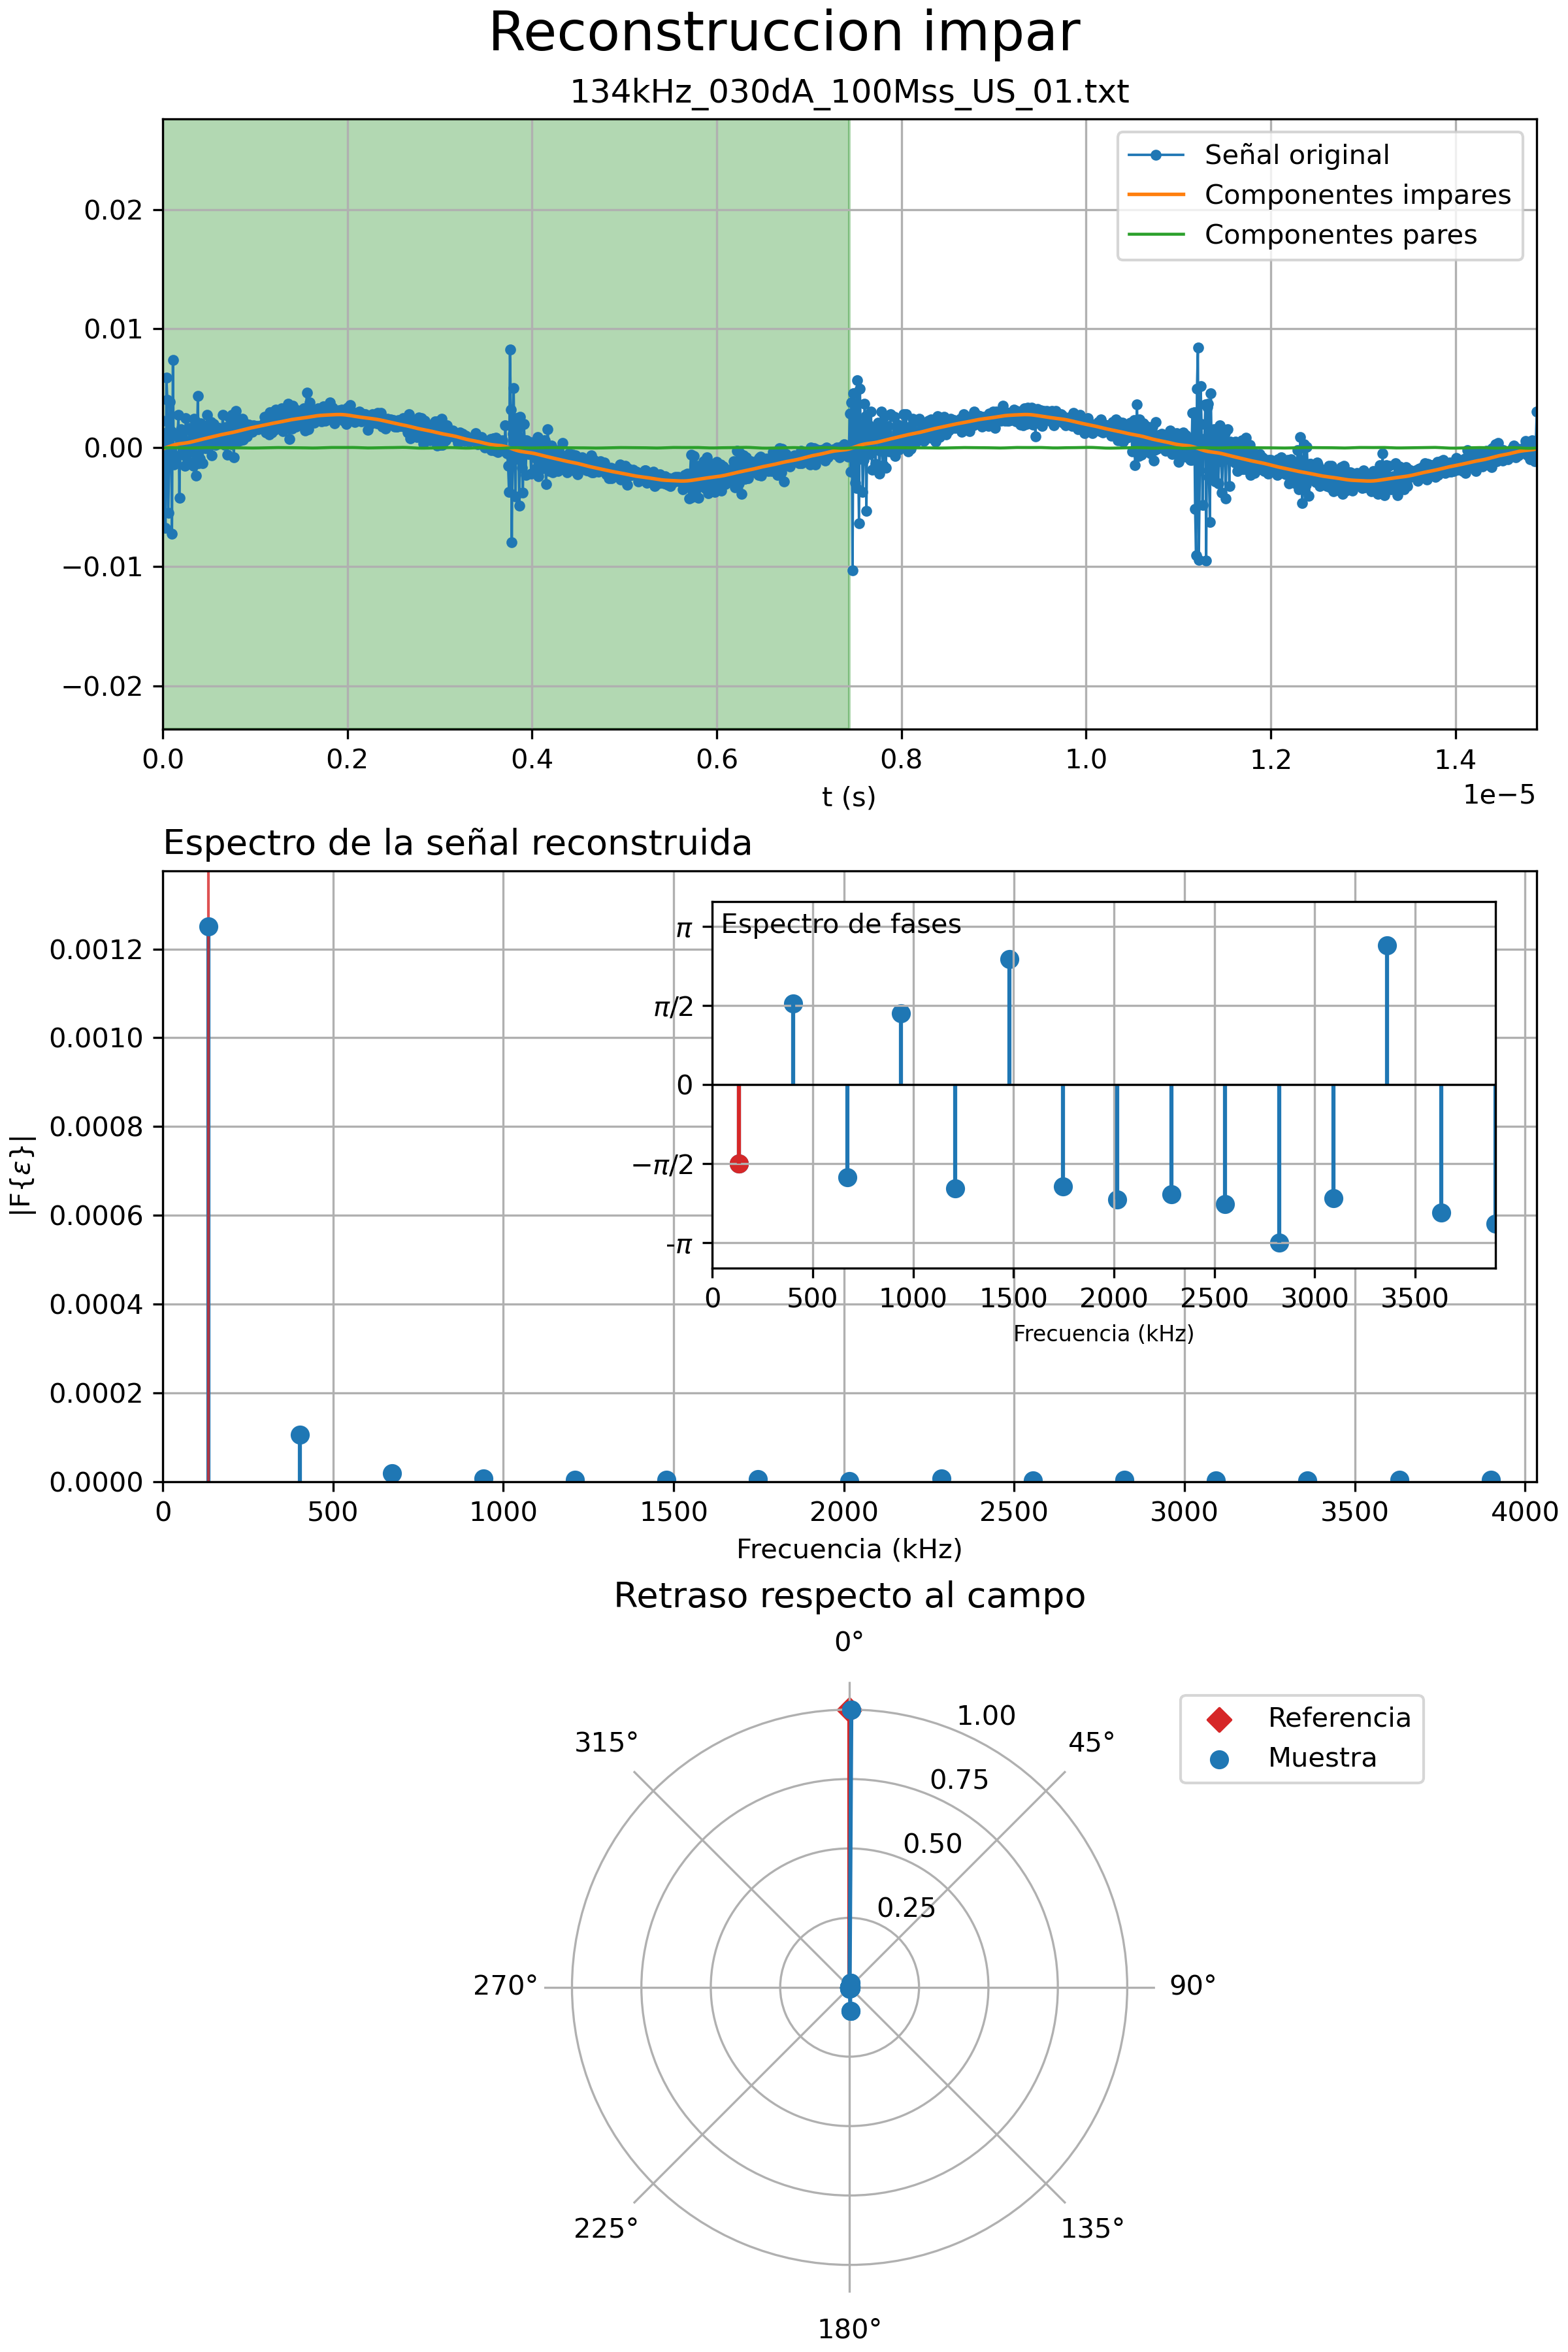 Reconstruccion impar
134kHz_030dA_100Mss_US_01.txt
Señal original
Componentes impares
Componentes pares
0.02
0.01
0.00
−0.01
−0.02
0.0 0.2 0.4 0.6 0.8 1.0 1.2 1.4
t (s)
1e−5
Espectro de la señal reconstruida
|F{ε}|
0.0012
0.0010
0.0008
0.0006
0.0004
0.0002
0.0000
0 500 1000 1500 2000 2500 3000 3500 4000
Frecuencia (kHz)
Espectro de fases
π
π/2
0
−π/2
-π
0 500 1000 1500 2000 2500 3000 3500
Frecuencia (kHz)
Retraso respecto al campo
0°
45°
90°
135°
180°
225°
270°
315°
1.00
0.75
0.50
0.25
Referencia
Muestra